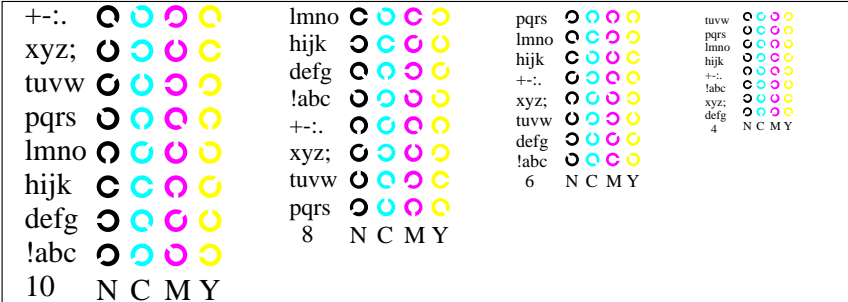 +-:.
xyz;
tuvw
pqrs
lmno
hijk
defg
!abc
10 N C M Y
lmno
hijk
defg
!abc
+-:.
xyz;
tuvw
pqrs
8 N C M Y
pqrs
lmno
hijk
+-:.
xyz;
tuvw
defg
!abc
6 N C M Y
tuvw
pqrs
lmno
hijk
+-:.
!abc
xyz;
defg
4 N C M Y